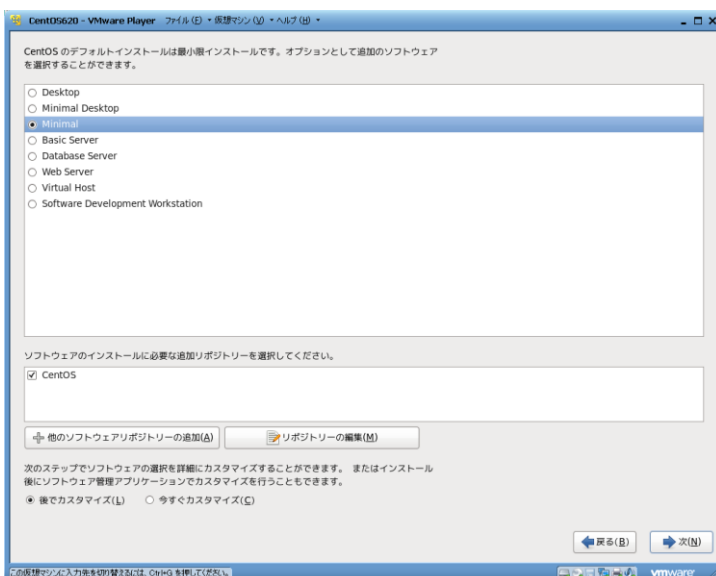 CentOS620 - VMware Player ファイル(F) ・仮想マシン(V) ・ヘルプ(H) ・
CentOS のデフォルトインストールは最小限インストールです。オプションとして追加のソフトウェア
を選択することができます。
Desktop
Minimal Desktop
Minimal
Basic Server
Database Server
Web Server
Virtual Host
Software Development Workstation
ソフトウェアのインストールに必要な追加リポジトリーを選択してください。
CentOS
他のソフトウェアリポジトリーの追加(A)
リポジトリーの編集(M)
次のステップでソフトウェアの選択を詳細にカスタマイズすることができます。 またはインストール
後にソフトウェア管理アプリケーションでカスタマイズを行うこともできます。
後でカスタマイズ(L) 今すぐカスタマイズ(C)
戻る(B) 次(N)
この仮想マシンに入力先を切り替えるには、Ctrl+G を押してください。
vmware